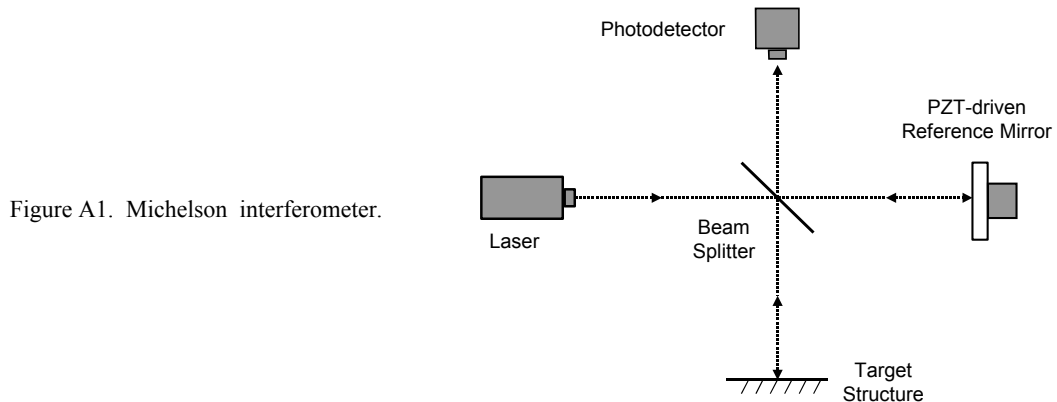 Photodetector
PZT-driven
Reference Mirror
Figure A1. Michelson interferometer.
Laser
Beam
Splitter
Target
Structure